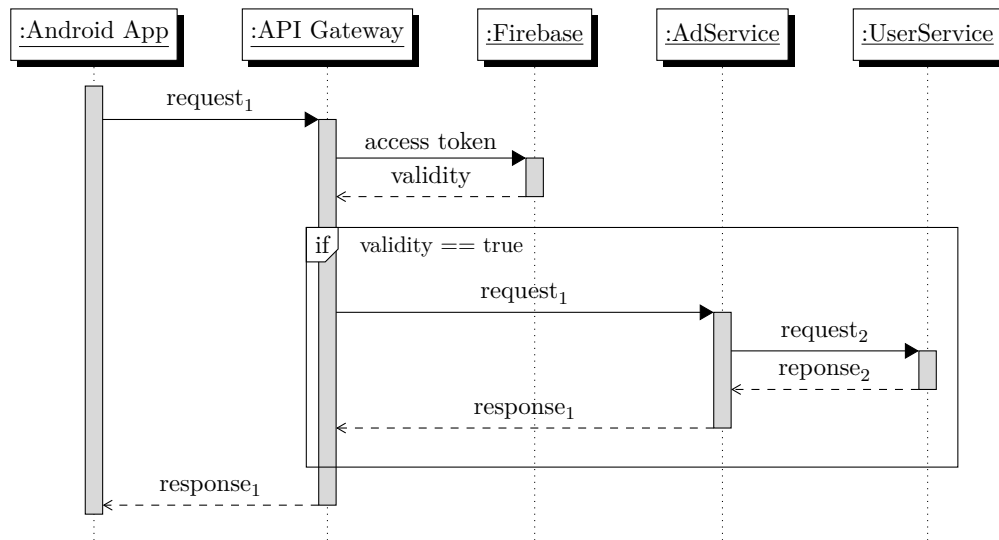 :Android App :API Gateway :Firebase :AdService :UserService
request₁
access token
validity
if validity == true
request₁
request₂
reponse₂
response₁
response₁